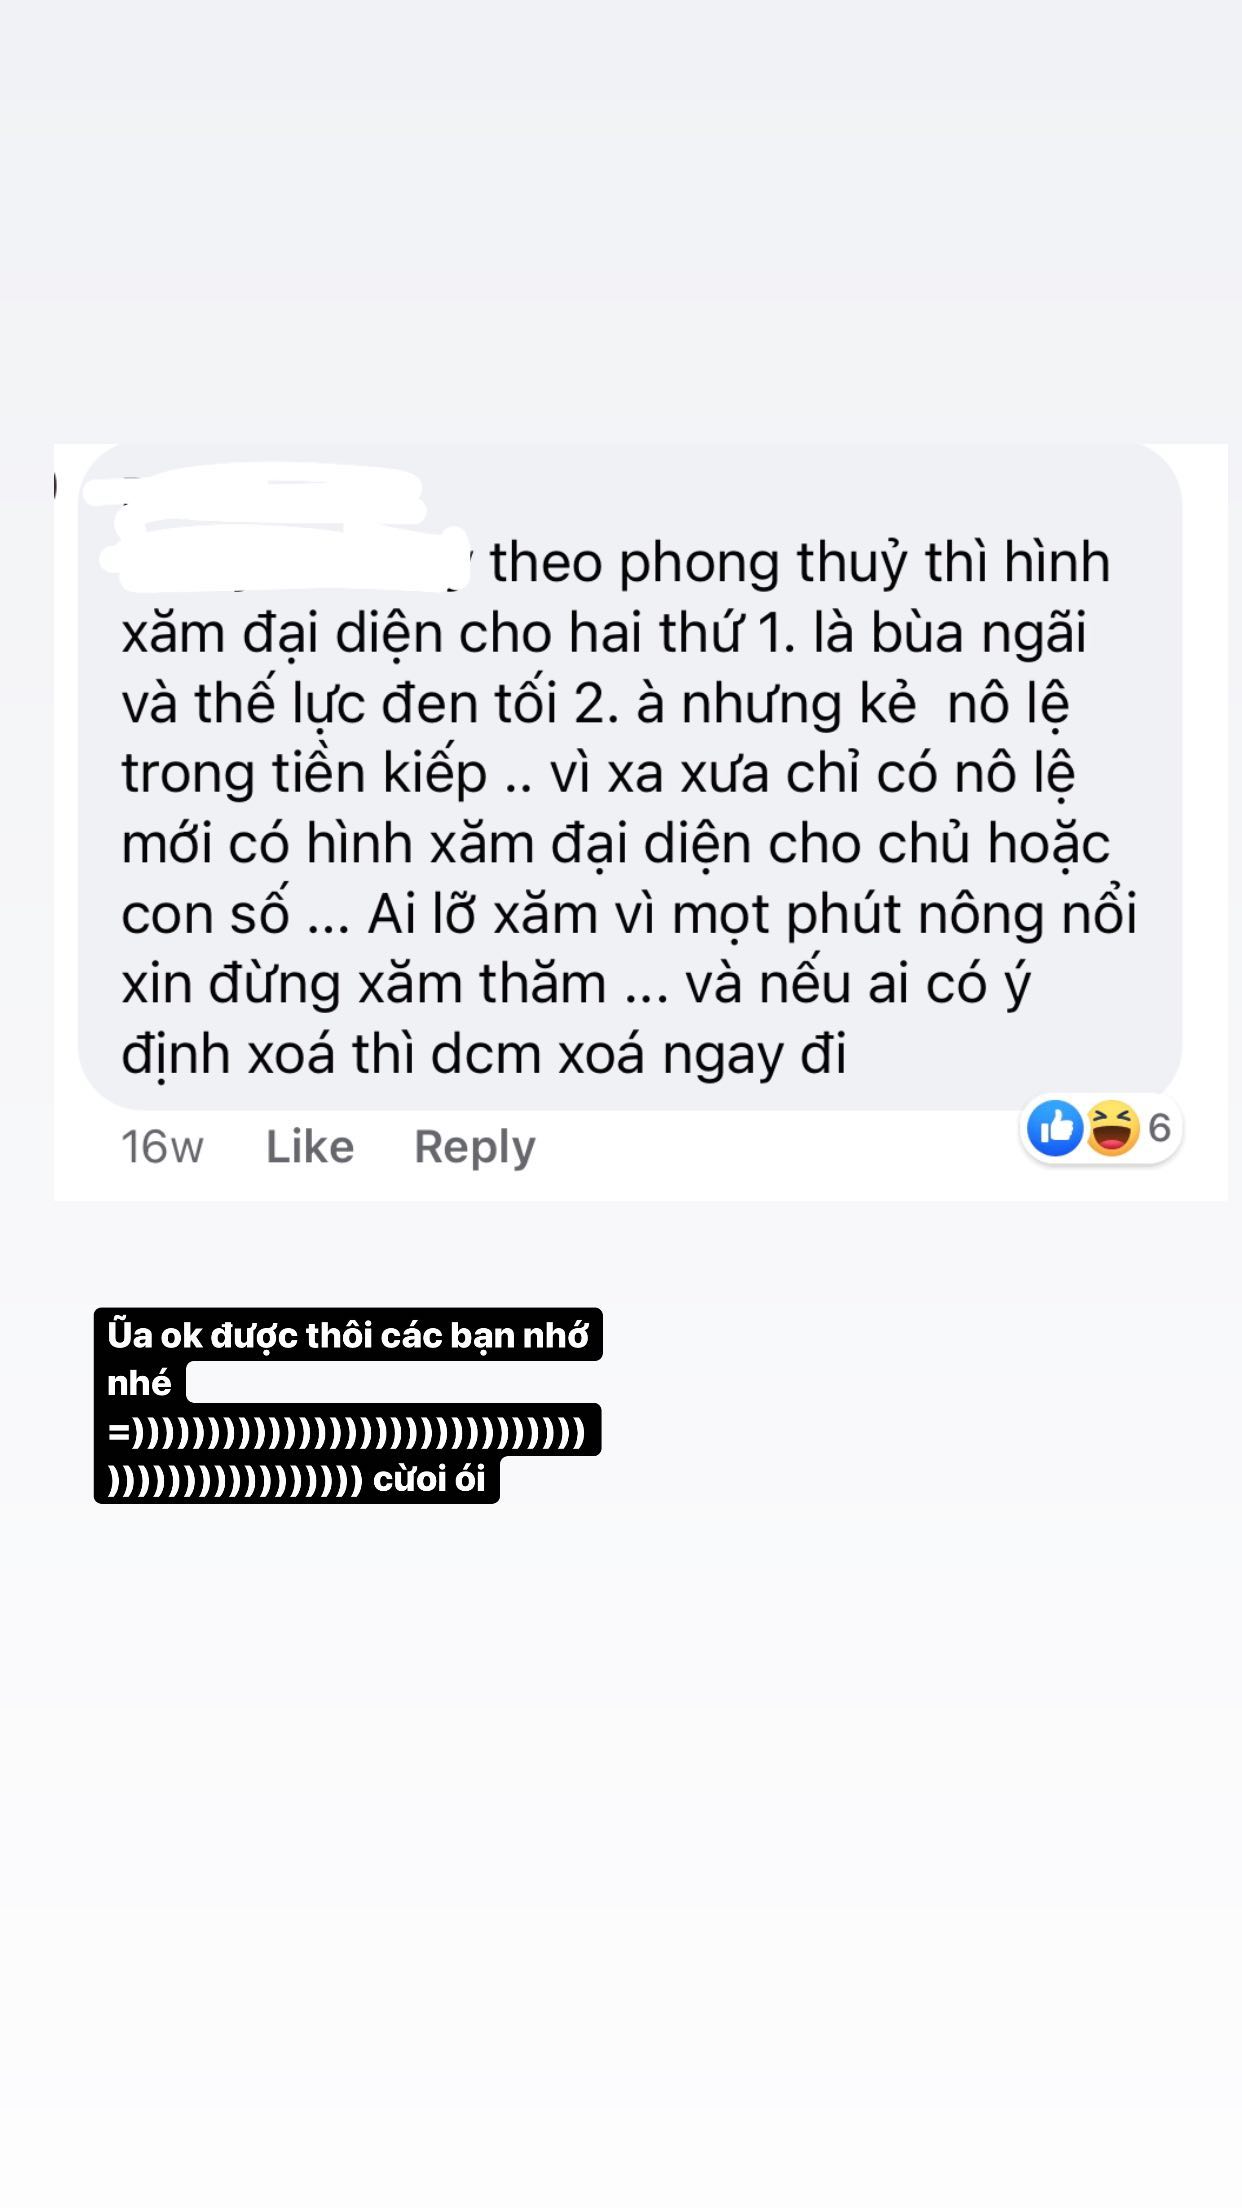 theo phong thuỷ thì hình
xăm đại diện cho hai thứ 1. là bùa ngãi
và thế lực đen tối 2. à nhưng kẻ  nô lệ
trong tiền kiếp .. vì xa xưa chỉ có nô lệ
mới có hình xăm đại diện cho chủ hoặc
con số ... Ai lỡ xăm vì mọt phút nông nổi
xin đừng xăm thăm ... và nếu ai có ý
định xoá thì dcm xoá ngay đi
16w Like Reply 6
Ũa ok được thôi các bạn nhớ
nhé
=))))))))))))))))))))))))))))))
))))))))))))))))) cừoi ói